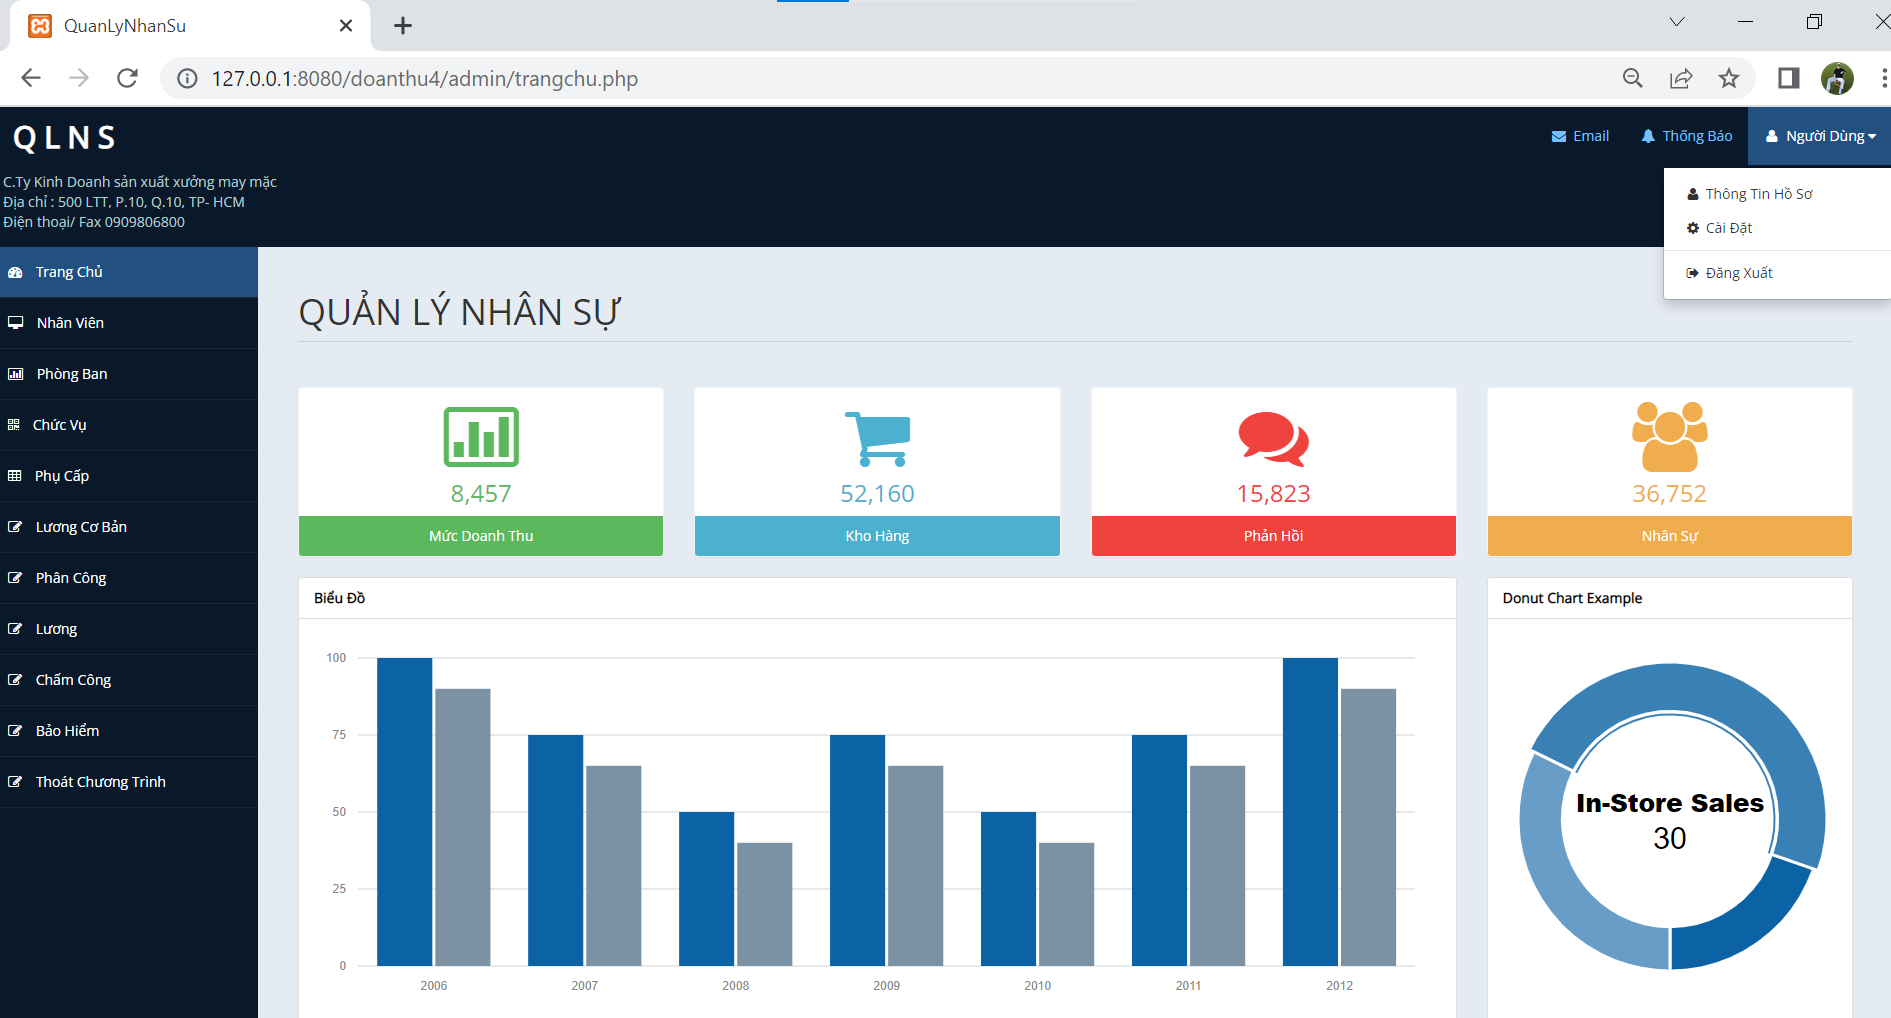 QuanLyNhanSu
127.0.0.1:8080/doanthu4/admin/trangchu.php
QLNS
Email
Thống Báo
Người Dùng
C.Ty Kinh Doanh sản xuất xưởng may mặc
Địa chỉ : 500 LTT, P.10, Q.10, TP- HCM
Điện thoại/ Fax 0909806800
Thông Tin Hồ Sơ
Cài Đặt
Đăng Xuất
Trang Chủ
Nhân Viên
Phòng Ban
Chức Vụ
Phụ Cấp
Lương Cơ Bản
Phân Công
Lương
Chấm Công
Bảo Hiểm
Thoát Chương Trình
QUẢN LÝ NHÂN SỰ
8,457
Mức Doanh Thu
52,160
Kho Hàng
15,823
Phản Hồi
36,752
Nhân Sự
Biểu Đồ
100
75
50
25
0
2006 2007 2008 2009 2010 2011 2012
Donut Chart Example
In-Store Sales
30